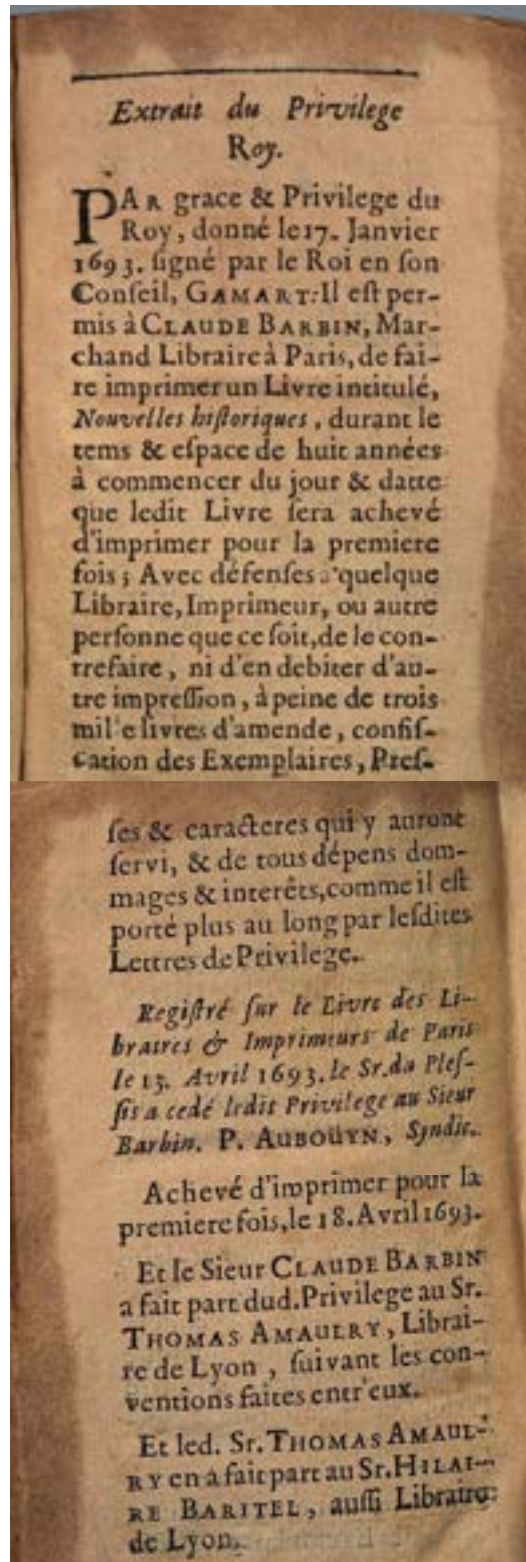 Extrait du Privilege
Roy.
PAR grace & Privilege du
Roy, donné le 17. Janvier
1693. ſigné par le Roi en ſon
Conſeil, GAMART: Il eſt per-
mis à CLAUDE BARBIN, Mar-
chand Libraire à Paris, de fai-
re imprimer un Livre intitulé,
Nouvelles hiſtoriques, durant le
tems & eſpace de huit années
à commencer du jour & datte
que ledit Livre ſera achevé
d'imprimer pour la premiere
fois; Avec défenſes a quelque
Libraire, Imprimeur, ou autre
perſonne que ce ſoit, de le con-
trefaire, ni d'en debiter d'au-
tre impreſſion, à peine de trois
mil e livres d'amende, confiſ-
cation des Exemplaires, Preſ-
ſes & caracteres qui y auront
ſervi, & de tous dépens dom-
mages & interêts, comme il eſt
porté plus au long par leſdites
Lettres de Privilege.
Regiſtré ſur le Livre des Li-
braires & Imprimeurs de Paris
le 15. Avril 1693. le Sr. du Pleſ-
ſis a cedé ledit Privilege au Sieur
Barbin. P. AUBOÜYN, Syndic.
Achevé d'imprimer pour la
premiere fois, le 18. Avril 1693.
Et le Sieur CLAUDE BARBIN
a fait part dud. Privilege au Sr.
THOMAS AMAULRY, Librai-
re de Lyon, ſuivant les con-
ventions faites entr'eux.
Et led. Sr. THOMAS AMAUL-
RY en a fait part au Sr. HILAI-
RE BARITEL, auſſi Libraire
de Lyon.